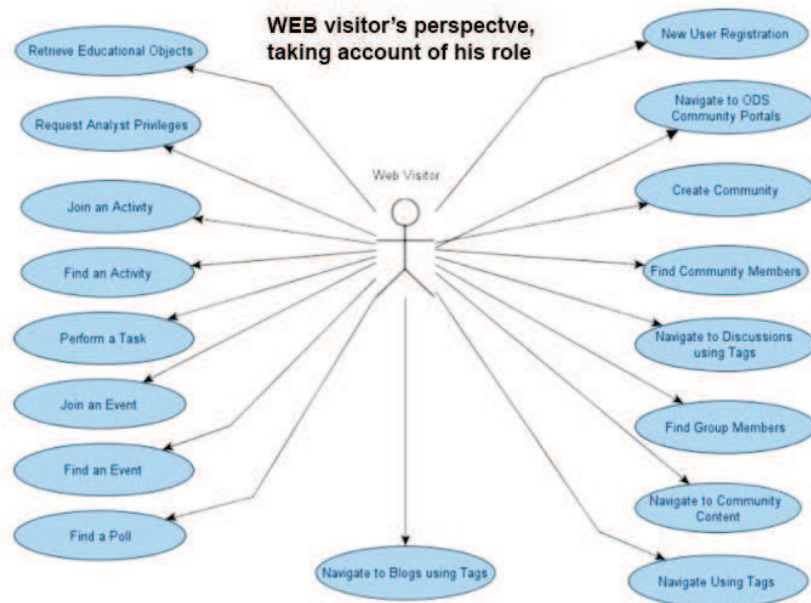 WEB visitor's perspectve,
taking account of his role
Retrieve Educational Objects
Request Analyst Privileges
Join an Activity
Find an Activity
Perform a Task
Join an Event
Find an Event
Find a Poll
Web Visitor
Navigate to Blogs using Tags
New User Registration
Navigate to ODS
Community Portals
Create Community
Find Community Members
Navigate to Discussions
using Tags
Find Group Members
Navigate to Community
Content
Navigate Using Tags